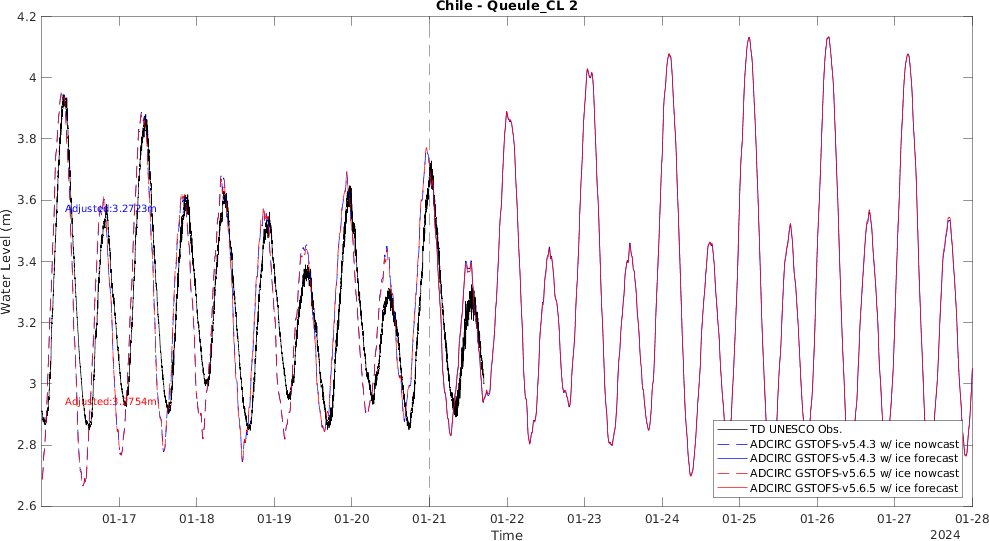 Chile - Queule_CL 2
4.2
4
3.8
3.6
3.4
3.2
3
2.8
2.6
Water Level (m)
Adjusted:3.2723m
TD UNESCO Obs.
ADCIRC GSTOFS-v5.4.3 w/ ice nowcast
ADCIRC GSTOFS-v5.4.3 w/ ice forecast
ADCIRC GSTOFS-v5.6.5 w/ ice nowcast
ADCIRC GSTOFS-v5.6.5 w/ ice forecast
01-17
01-18
01-19
01-20
01-21
01-22
01-23
01-24
01-25
01-26
01-27
01-28
Time
2024